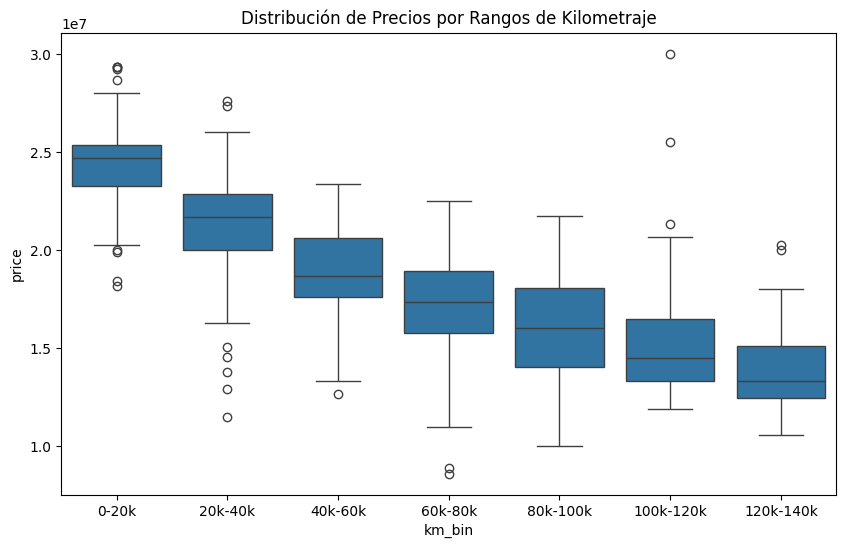 Distribución de Precios por Rangos de Kilometraje
1e7
3.0
2.5
2.0
1.5
1.0
price
0-20k 20k-40k 40k-60k 60k-80k 80k-100k 100k-120k 120k-140k
km_bin